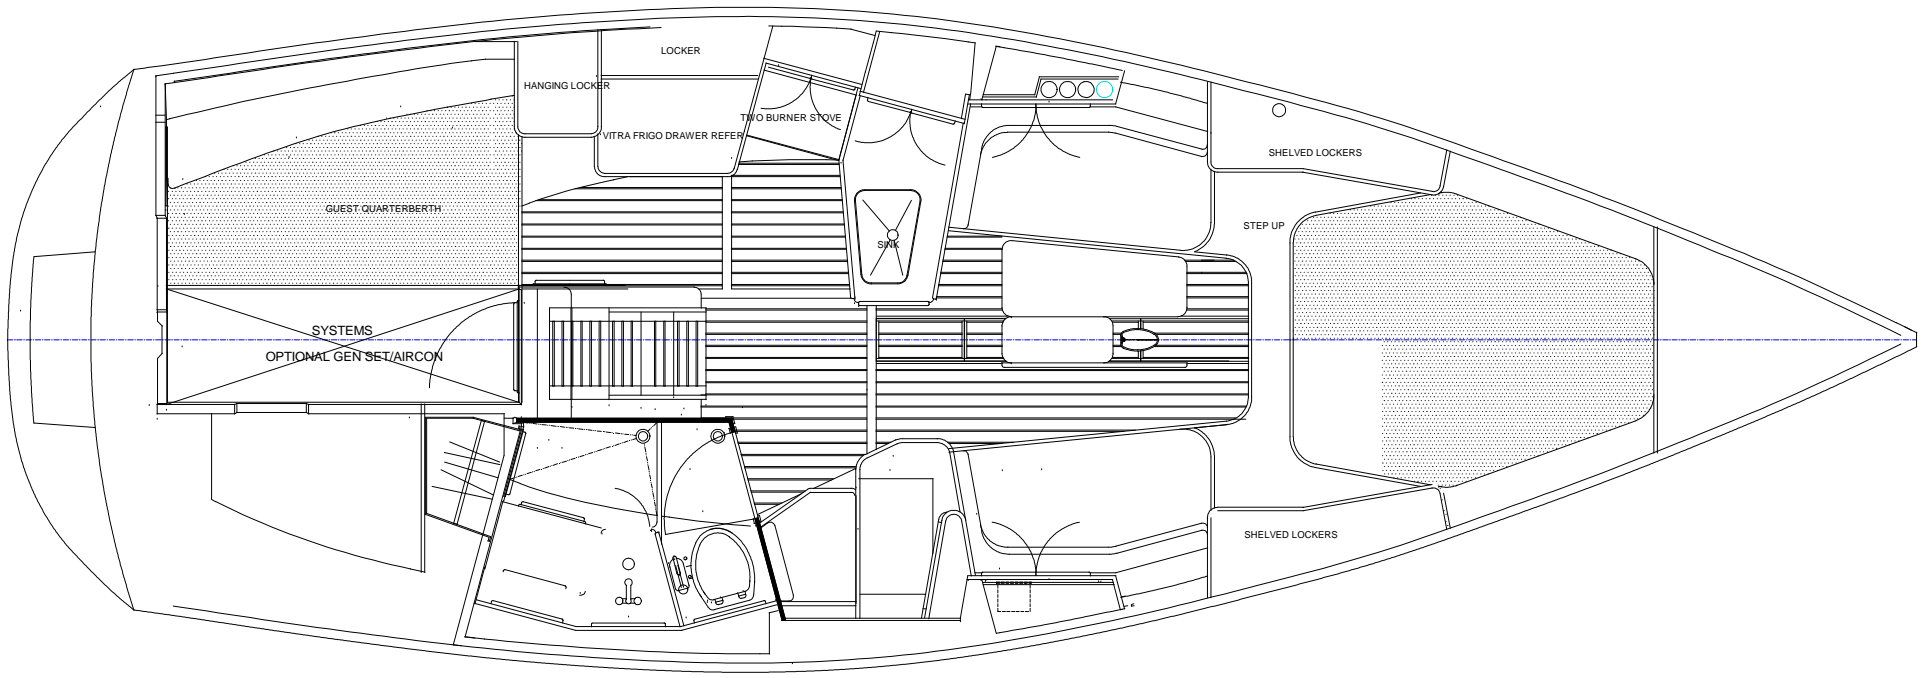 LOCKER
HANGING LOCKER
TWO BURNER STOVE
VITRA FRIGO DRAWER REFER
SHELVED LOCKERS
GUEST QUARTERBERTH
STEP UP
SINK
SYSTEMS
OPTIONAL GEN SET/AIRCON
SHELVED LOCKERS